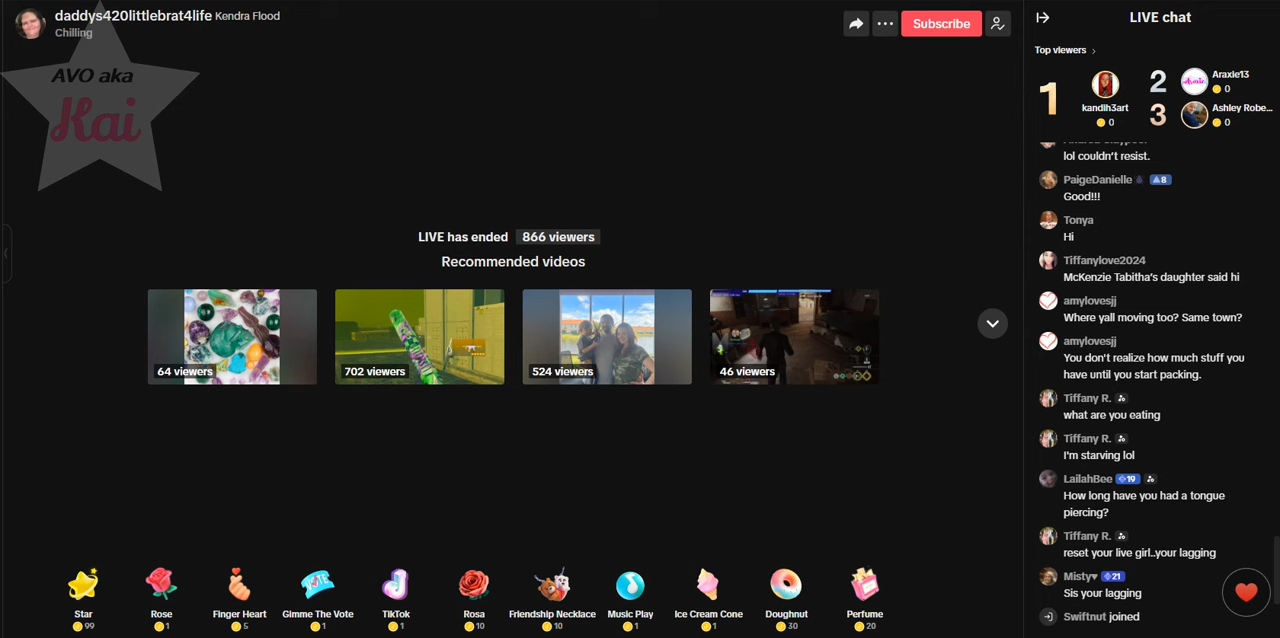 daddys420littlebrat4life Kendra Flood
Chilling
Subscribe
AVO aka
Kai
LIVE has ended 866 viewers
Recommended videos
64 viewers
702 viewers
524 viewers
46 viewers
Star
99
Rose
1
Finger Heart
5
Gimme The Vote
1
TikTok
1
Rosa
10
Friendship Necklace
10
Music Play
1
Ice Cream Cone
1
Doughnut
30
Perfume
20
LIVE chat
Top viewers
1
kandih3art
0
2
Araxie13
0
3
Ashley Robe...
0
lol couldn't resist.
PaigeDanielle 8
Good!!!
Tonya
Hi
Tiffanylove2024
McKenzie Tabitha's daughter said hi
amylovesjj
Where yall moving too? Same town?
amylovesjj
You don't realize how much stuff you
have until you start packing.
Tiffany R.
what are you eating
Tiffany R.
I'm starving lol
LailahBee 19
How long have you had a tongue
piercing?
Tiffany R.
reset your live girl..your lagging
Misty♥ 21
Sis your lagging
Swiftnut joined